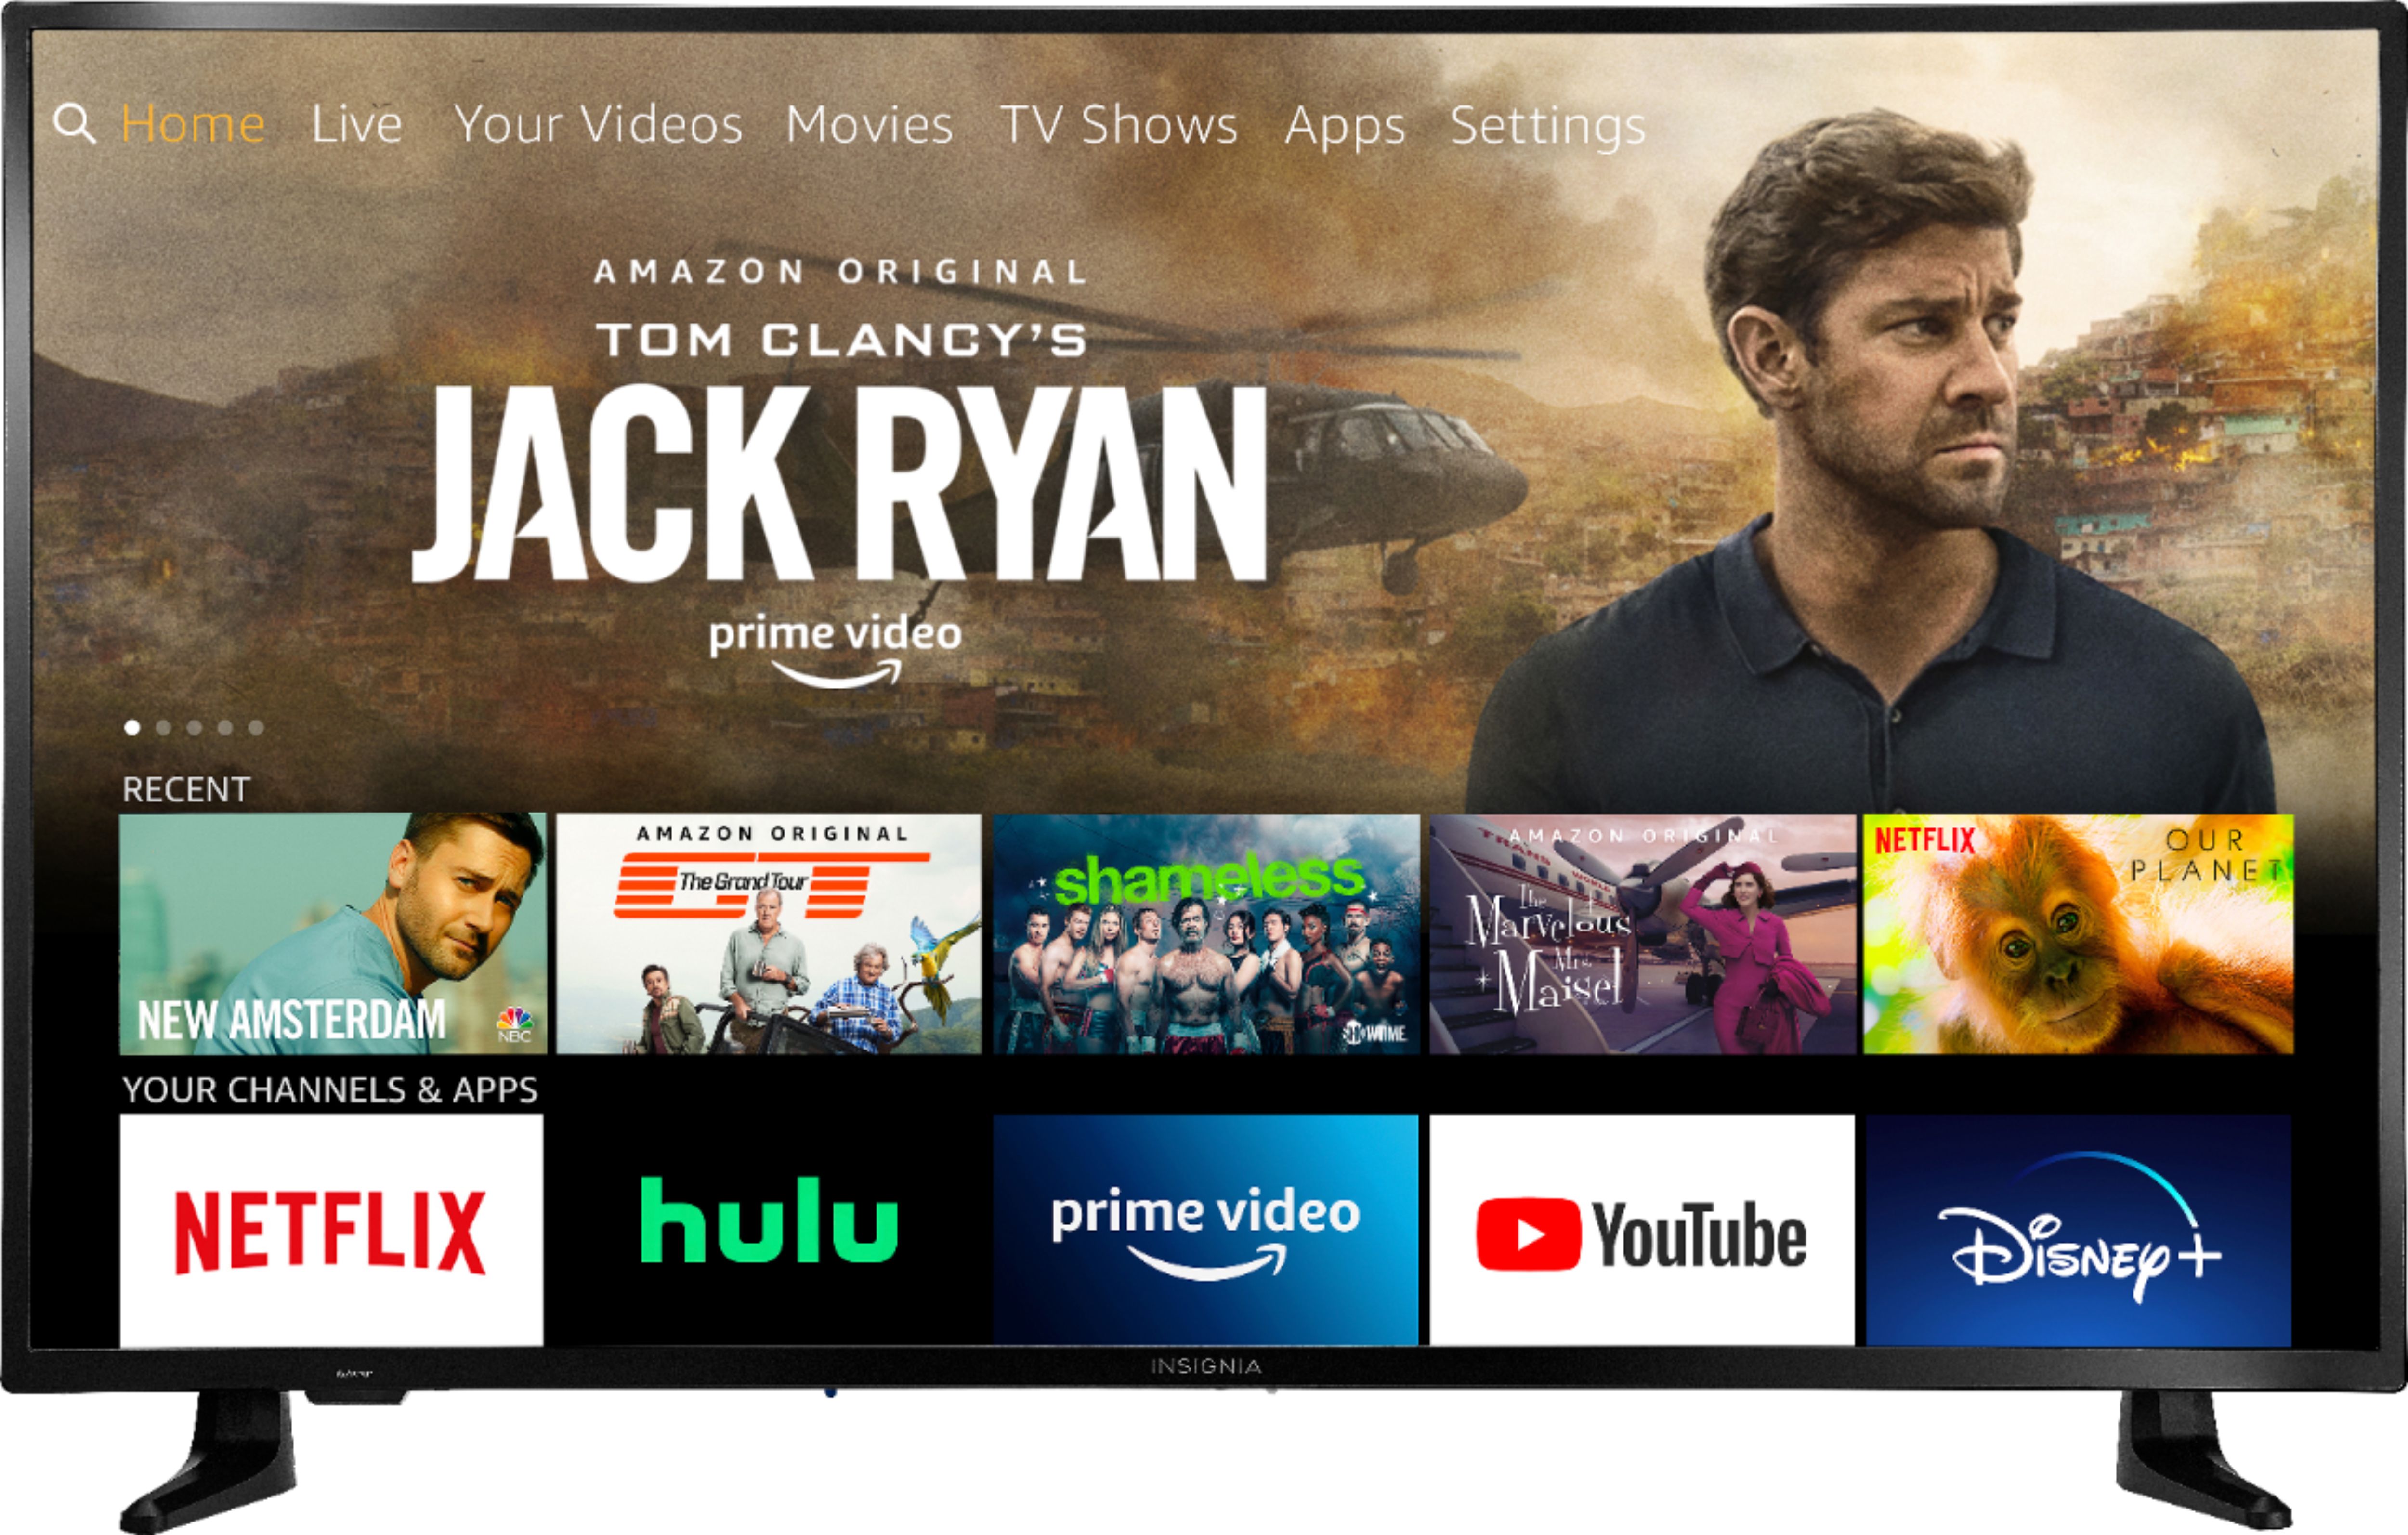 Home Live Your Videos Movies TV Shows Apps Settings
AMAZON ORIGINAL
TOM CLANCY'S
JACK RYAN
prime video
RECENT
NEW AMSTERDAM
NBC
AMAZON ORIGINAL
The Grand Tour
shameless
SHOWTIME
AMAZON ORIGINAL
TRANS WORLD
The
Marvelous
Mrs.
Maisel
NETFLIX
OUR
PLANET
YOUR CHANNELS & APPS
NETFLIX
hulu
prime video
YouTube
Disney+
INSIGNIA